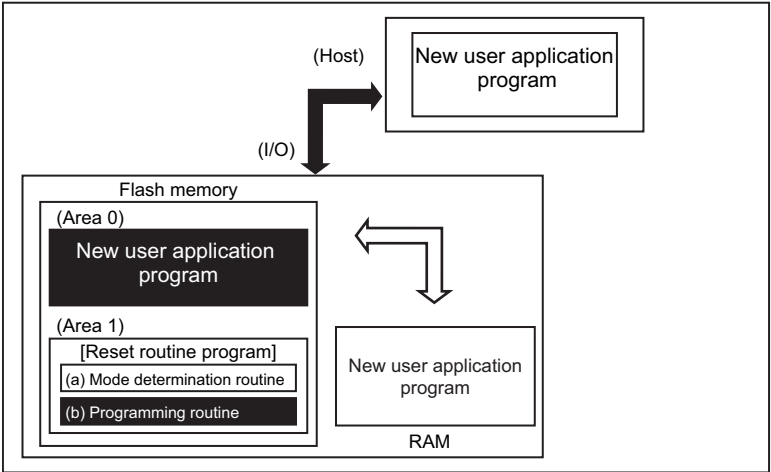 (Host)
New user application
program
(I/O)
Flash memory
(Area 0)
New user application
program
(Area 1)
[Reset routine program]
(a) Mode determination routine
(b) Programming routine
New user application
program
RAM